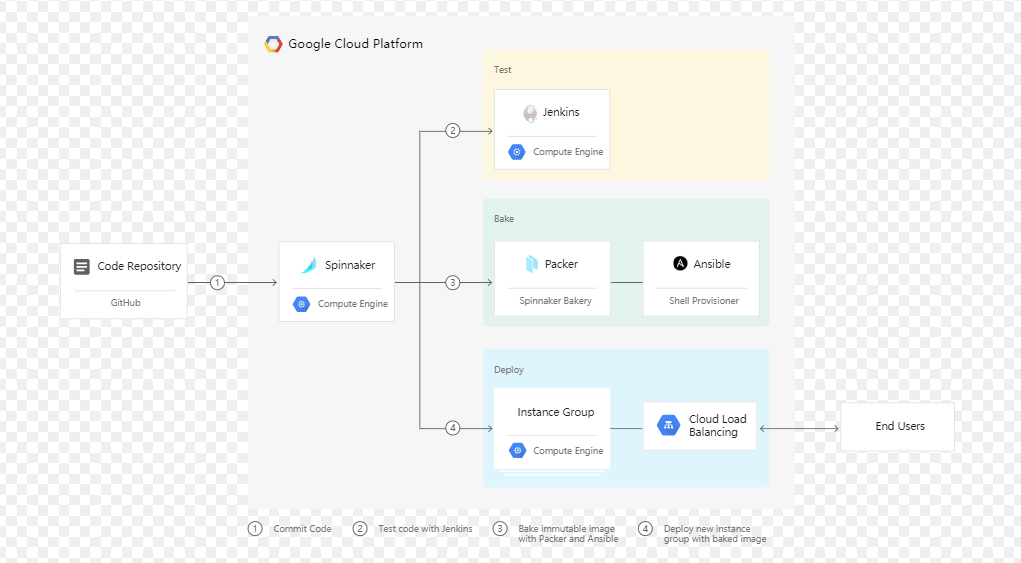 Google Cloud Platform
Test
Jenkins
Compute Engine
2
Bake
Code Repository
GitHub
1
Spinnaker
Compute Engine
3
Packer
Spinnaker Bakery
Ansible
Shell Provisioner
Deploy
4
Instance Group
Compute Engine
Cloud Load
Balancing
End Users
1 Commit Code
2 Test code with Jenkins
3 Bake immutable image
with Packer and Ansible
4 Deploy new instance
group with baked image